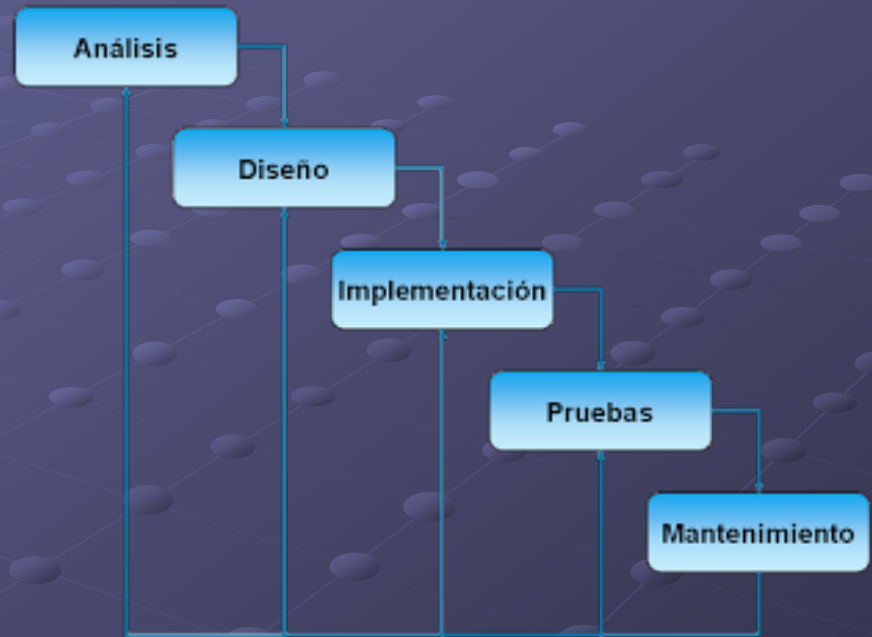 Análisis
Diseño
Implementación
Pruebas
Mantenimiento